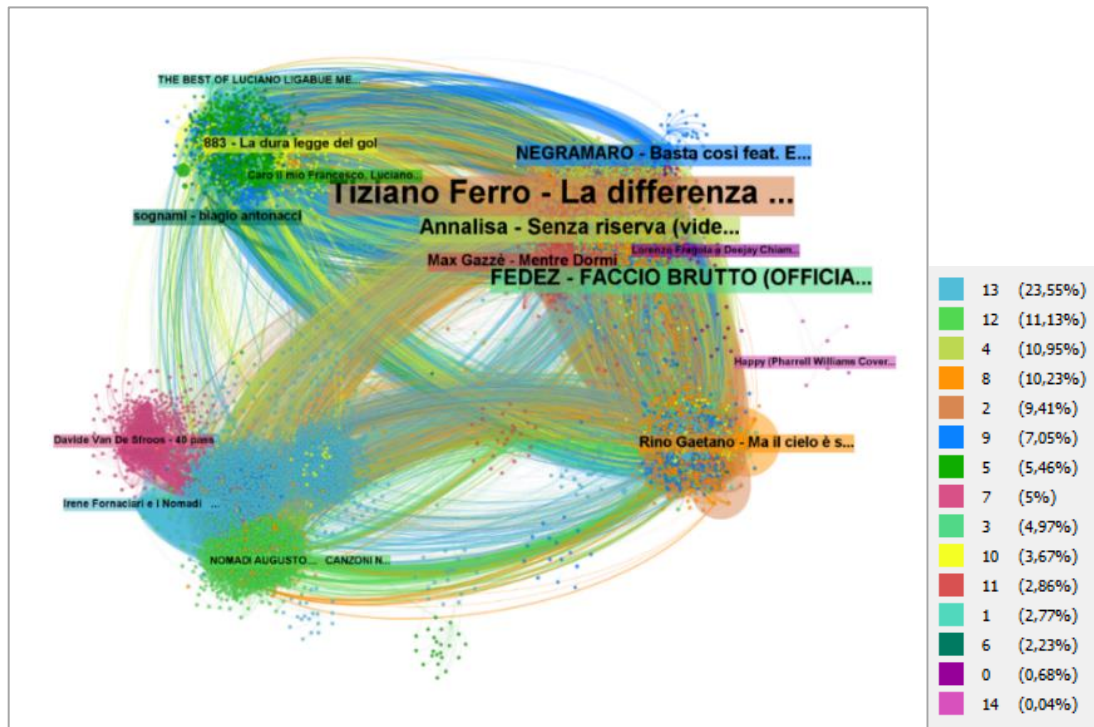 THE BEST OF LUCIANO LIGABUE ME...
883 - La dura legge del gol
Caro il mio Francesco, Luciano...
sognami - biagio antonacci
NEGRAMARO - Basta così feat. E...
Tiziano Ferro - La differenza ...
Annalisa - Senza riserva (vide...
Lorenzo Fragola a Deejay Chiam...
Max Gazzè - Mentre Dormi
FEDEZ - FACCIO BRUTTO (OFFICIA...
Happy (Pharrell Williams Cover...
Davide Van De Sfroos - 40 pass
Rino Gaetano - Ma il cielo è s...
Irene Fornaciari e i Nomadi ...
NOMADI AUGUSTO... CANZONI N...
13 (23,55%)
12 (11,13%)
4 (10,95%)
8 (10,23%)
2 (9,41%)
9 (7,05%)
5 (5,46%)
7 (5%)
3 (4,97%)
10 (3,67%)
11 (2,86%)
1 (2,77%)
6 (2,23%)
0 (0,68%)
14 (0,04%)